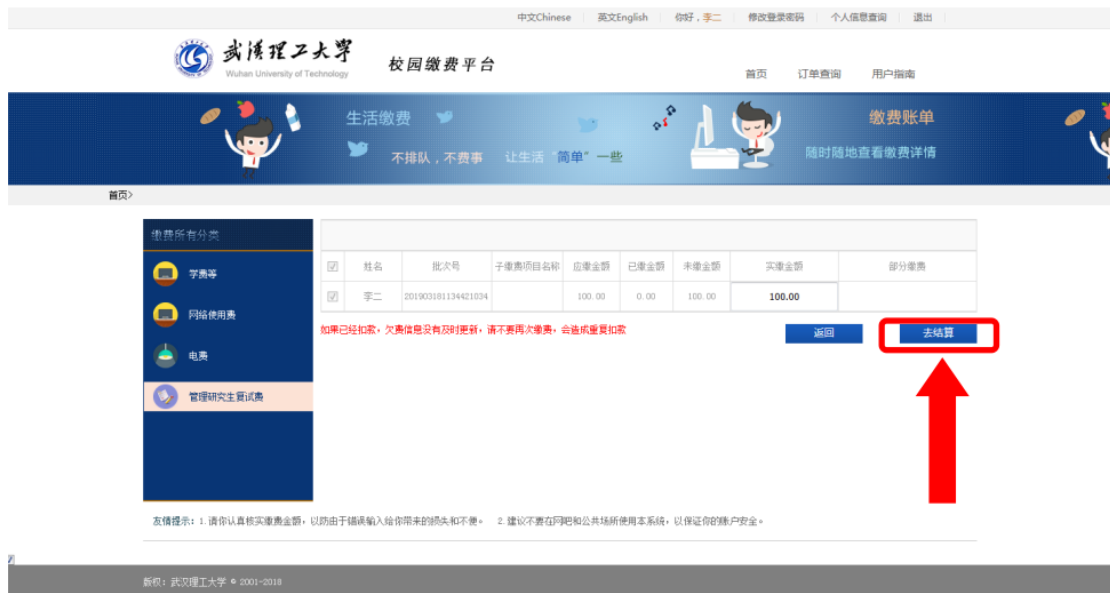 中文Chinese 英文English 你好，李二 修改登录密码 个人信息查询 退出
武汉理工大学
Wuhan University of Technology
校园缴费平台
首页 订单查询 用户指南
生活缴费
不排队，不费事 让生活“简单”一些
缴费账单
随时随地查看缴费详情
首页>
缴费所有分类
学费等
网络使用费
电费
管理研究生复试费
姓名 批次号 子缴费项目名称 应缴金额 已缴金额 未缴金额 实缴金额 部分缴费
李二 201903181134421034 100.00 0.00 100.00 100.00
如果已经扣款，欠费信息没有及时更新，请不要再次缴费，会造成重复扣款
返回 去结算
友情提示：1.请你认真核实缴费金额，以防由于错误输入给你带来的损失和不便。 2.建议不要在网吧和公共场所使用本系统，以保证你的账户安全。
版权：武汉理工大学 © 2001-2018